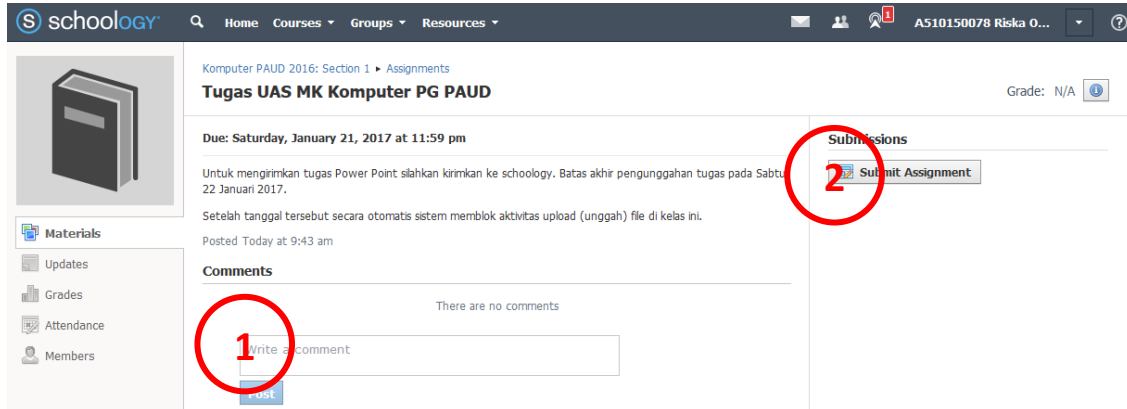 schoology Home Courses Groups Resources 1 A510150078 Riska O...
Komputer PAUD 2016: Section 1 ▸ Assignments
Tugas UAS MK Komputer PG PAUD
Grade: N/A
Due: Saturday, January 21, 2017 at 11:59 pm
Untuk mengirimkan tugas Power Point silahkan kirimkan ke schoology. Batas akhir pengunggahan tugas pada Sabtu
22 Januari 2017.
Setelah tanggal tersebut secara otomatis sistem memblok aktivitas upload (unggah) file di kelas ini.
Posted Today at 9:43 am
Comments
There are no comments
1
Write a comment
Post
Submissions
2
Submit Assignment
Materials
Updates
Grades
Attendance
Members